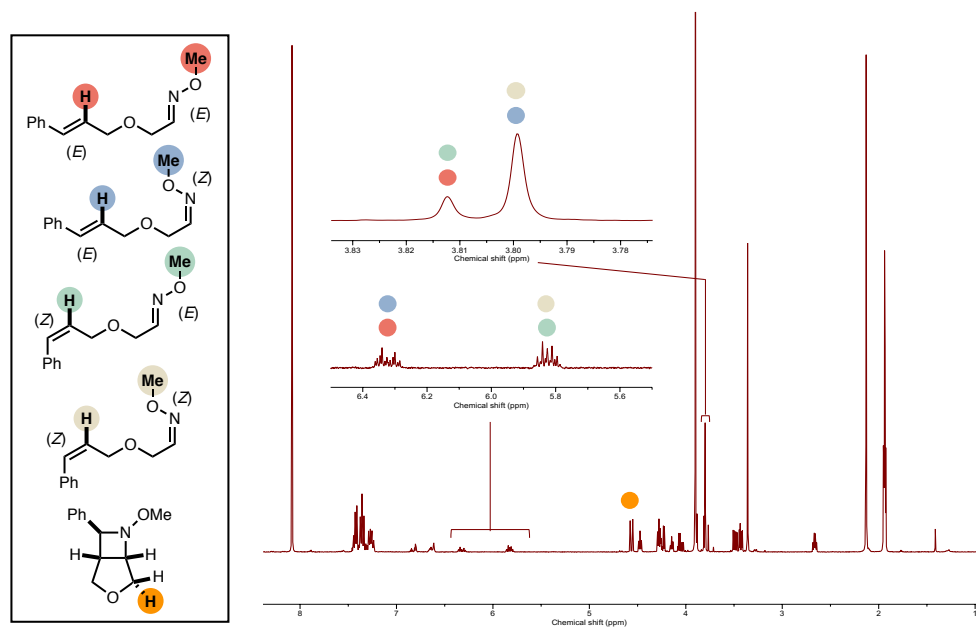 Me
O
H
N
Ph
O
(E)
(E)
Me
(Z)
O
N
H
Ph
O
(E)
Me
H
O
(Z)
N
(E)
O
Ph
Me
(Z)
O
N
H
(Z)
O
Ph
Ph
OMe
N
H
H
H
O
H
3.83 3.82 3.81 3.80 3.79 3.78
Chemical shift (ppm)
6.4 6.2 6.0 5.8 5.6
Chemical shift (ppm)
8 7 6 5 4 3 2 1
Chemical shift (ppm)